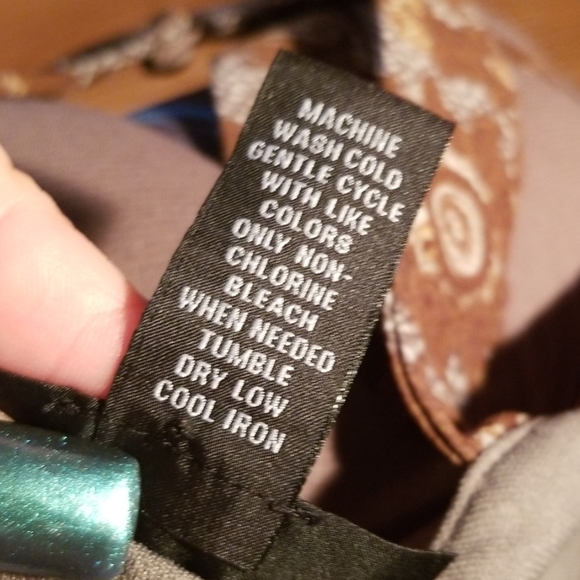 MACHINE
WASH COLD
GENTLE CYCLE
WITH LIKE
COLORS
ONLY NON-
CHLORINE
BLEACH
WHEN NEEDED
TUMBLE
DRY LOW
COOL IRON